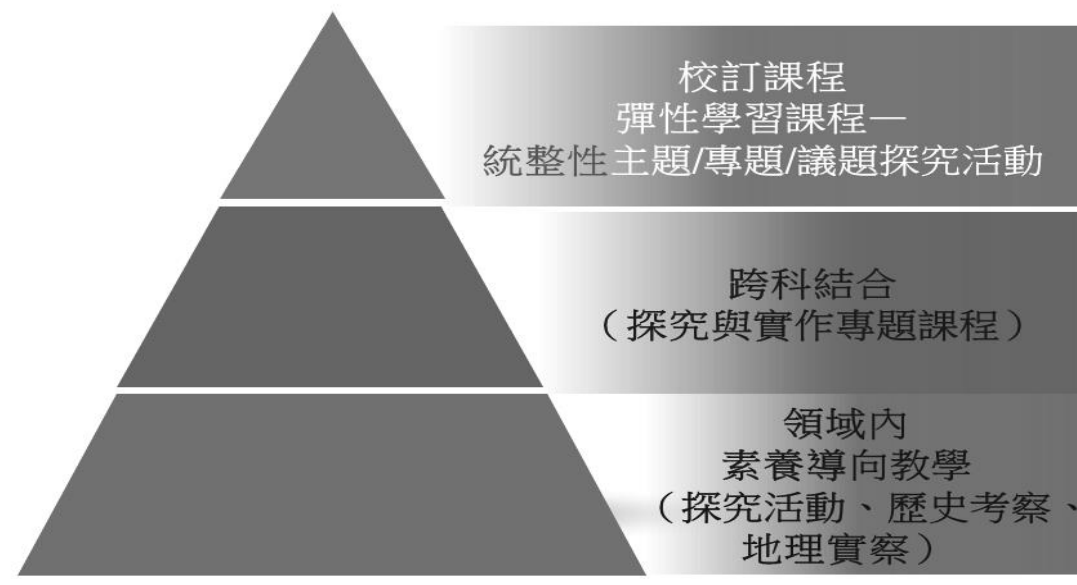 校訂課程
彈性學習課程—
統整性主題/專題/議題探究活動
跨科結合
（探究與實作專題課程）
領域內
素養導向教學
（探究活動、歷史考察、
地理實察）